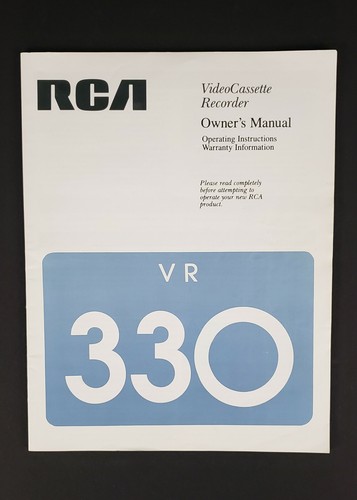 RCA
VideoCassette
Recorder
Owner's Manual
Operating Instructions
Warranty Information
Please read completely
before attempting to
operate your new RCA
product.
VR
330